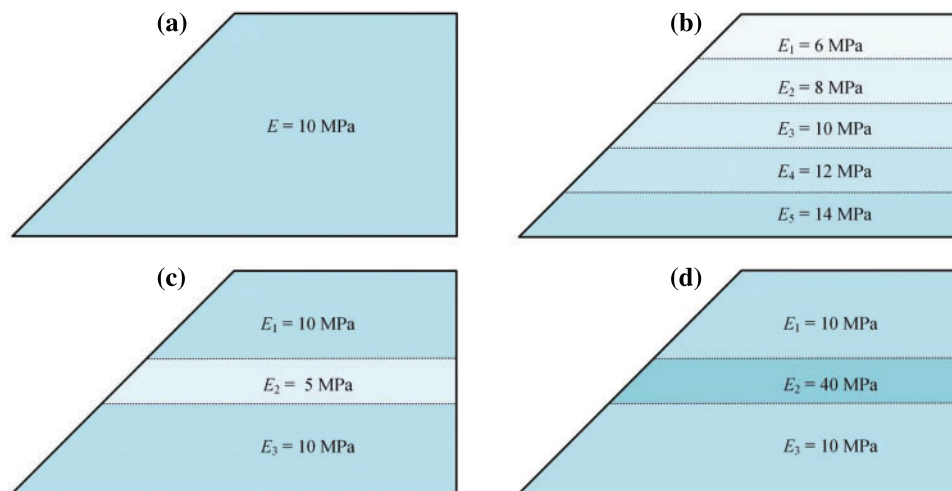 (a)
E = 10 MPa
(b)
E1 = 6 MPa
E2 = 8 MPa
E3 = 10 MPa
E4 = 12 MPa
E5 = 14 MPa
(c)
E1 = 10 MPa
E2 = 5 MPa
E3 = 10 MPa
(d)
E1 = 10 MPa
E2 = 40 MPa
E3 = 10 MPa